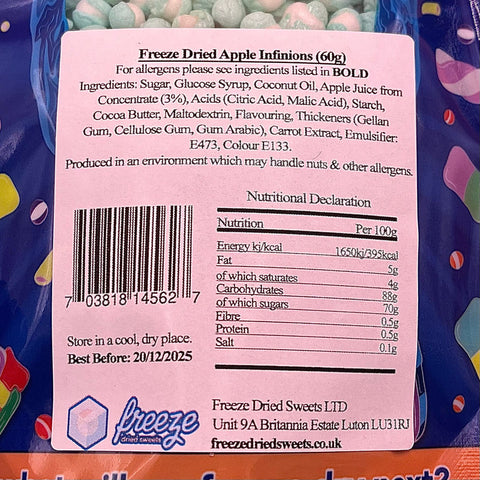 Freeze Dried Apple Infinions (60g)
For allergens please see ingredients listed in BOLD
Ingredients: Sugar, Glucose Syrup, Coconut Oil, Apple Juice from
Concentrate (3%), Acids (Citric Acid, Malic Acid), Starch,
Cocoa Butter, Maltodextrin, Flavouring, Thickeners (Gellan
Gum, Cellulose Gum, Gum Arabic), Carrot Extract, Emulsifier:
E473, Colour E133.
Produced in an environment which may handle nuts & other allergens.
Nutritional Declaration
Nutrition Per 100g
Energy kj/kcal 1650kj/395kcal
Fat 5g
of which saturates 4g
Carbohydrates 88g
of which sugars 70g
Fibre 0.5g
Protein 0.5g
Salt 0.1g
7 03818 14562 7
Store in a cool, dry place.
Best Before: 20/12/2025
freeze
dried sweets
Freeze Dried Sweets LTD
Unit 9A Britannia Estate Luton LU31RJ
freezedriedsweets.co.uk
next?